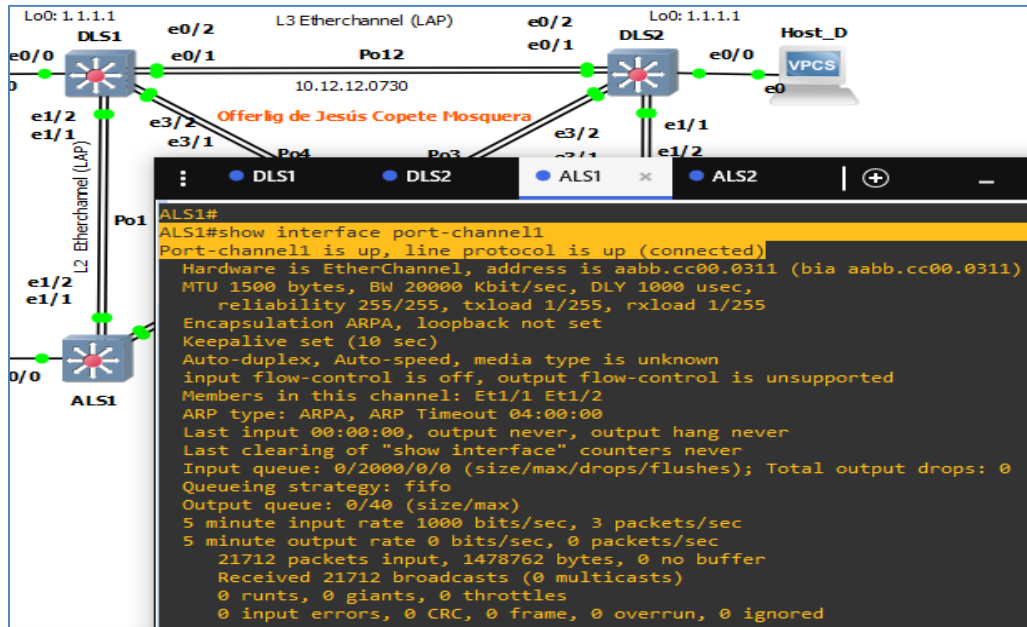 Lo0: 1.1.1.1
L3 Etherchannel (LAP)
Lo0: 1.1.1.1
DLS1
e0/2
e0/2
DLS2
Host_D
e0/0
e0/1
Po12
e0/1
e0/0
VPCS
10.12.12.0730
e0
e1/2
e1/1
e3/2
e3/1
Offerlig de Jesús Copete Mosquera
e3/2
e1/1
e1/2
Po4
Po3
L2 Etherchannel (LAP)
Po1
e1/2
e1/1
0/0
ALS1
DLS1
DLS2
ALS1
×
ALS2
ALS1#
ALS1#show interface port-channel1
Port-channel1 is up, line protocol is up (connected)
Hardware is EtherChannel, address is aabb.cc00.0311 (bia aabb.cc00.0311)
MTU 1500 bytes, BW 20000 Kbit/sec, DLY 1000 usec,
reliability 255/255, txload 1/255, rxload 1/255
Encapsulation ARPA, loopback not set
Keepalive set (10 sec)
Auto-duplex, Auto-speed, media type is unknown
input flow-control is off, output flow-control is unsupported
Members in this channel: Et1/1 Et1/2
ARP type: ARPA, ARP Timeout 04:00:00
Last input 00:00:00, output never, output hang never
Last clearing of "show interface" counters never
Input queue: 0/2000/0/0 (size/max/drops/flushes); Total output drops: 0
Queueing strategy: fifo
Output queue: 0/40 (size/max)
5 minute input rate 1000 bits/sec, 3 packets/sec
5 minute output rate 0 bits/sec, 0 packets/sec
21712 packets input, 1478762 bytes, 0 no buffer
Received 21712 broadcasts (0 multicasts)
0 runts, 0 giants, 0 throttles
0 input errors, 0 CRC, 0 frame, 0 overrun, 0 ignored